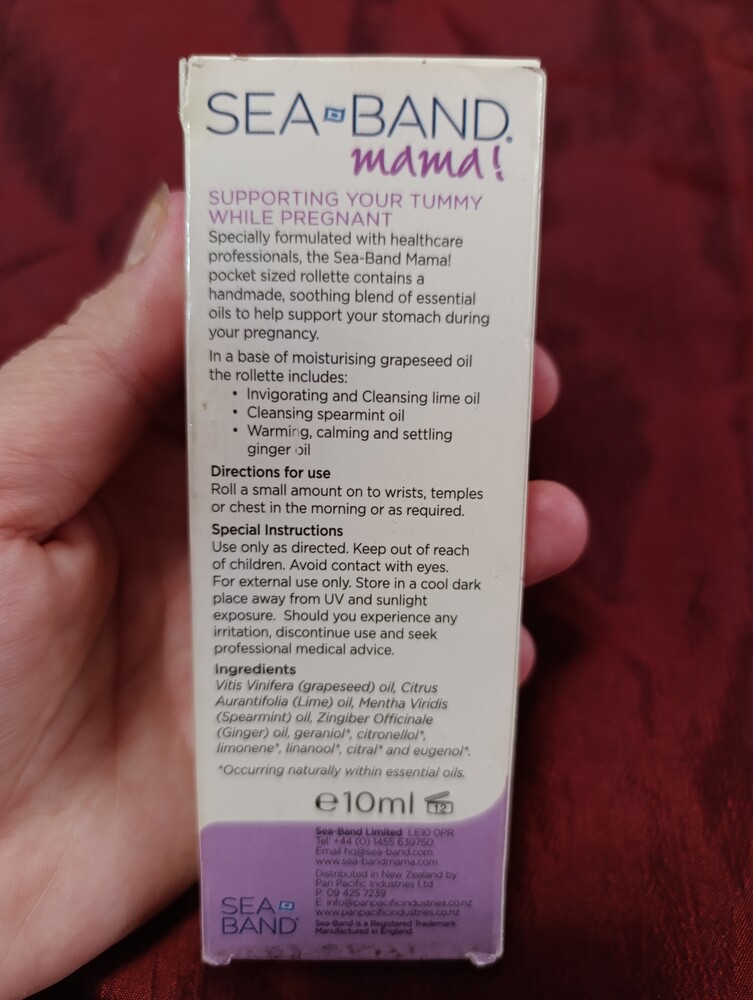 SEA BAND®
mama!
SUPPORTING YOUR TUMMY
WHILE PREGNANT
Specially formulated with healthcare
professionals, the Sea-Band Mama!
pocket sized rollette contains a
handmade, soothing blend of essential
oils to help support your stomach during
your pregnancy.
In a base of moisturising grapeseed oil
the rollette includes:
• Invigorating and Cleansing lime oil
• Cleansing spearmint oil
• Warming, calming and settling
ginger oil
Directions for use
Roll a small amount on to wrists, temples
or chest in the morning or as required.
Special Instructions
Use only as directed. Keep out of reach
of children. Avoid contact with eyes.
For external use only. Store in a cool dark
place away from UV and sunlight
exposure. Should you experience any
irritation, discontinue use and seek
professional medical advice.
Ingredients
Vitis Vinifera (grapeseed) oil, Citrus
Aurantifolia (Lime) oil, Mentha Viridis
(Spearmint) oil, Zingiber Officinale
(Ginger) oil, geraniol*, citronellol*,
limonene*, linanool*, citral* and eugenol*.
*Occurring naturally within essential oils.
℮10ml 12
Sea-Band Limited LE10 0PR
Tel +44 (0) 1455 639750
Email hq@sea-band.com
www.sea-bandmama.com
Distributed in New Zealand by
Pan Pacific Industries Ltd
P: 09 425 7239
E: info@panpacificindustries.co.nz
www.panpacificindustries.co.nz
Sea-Band is a Registered Trademark
Manufactured in England.
SEA
BAND®